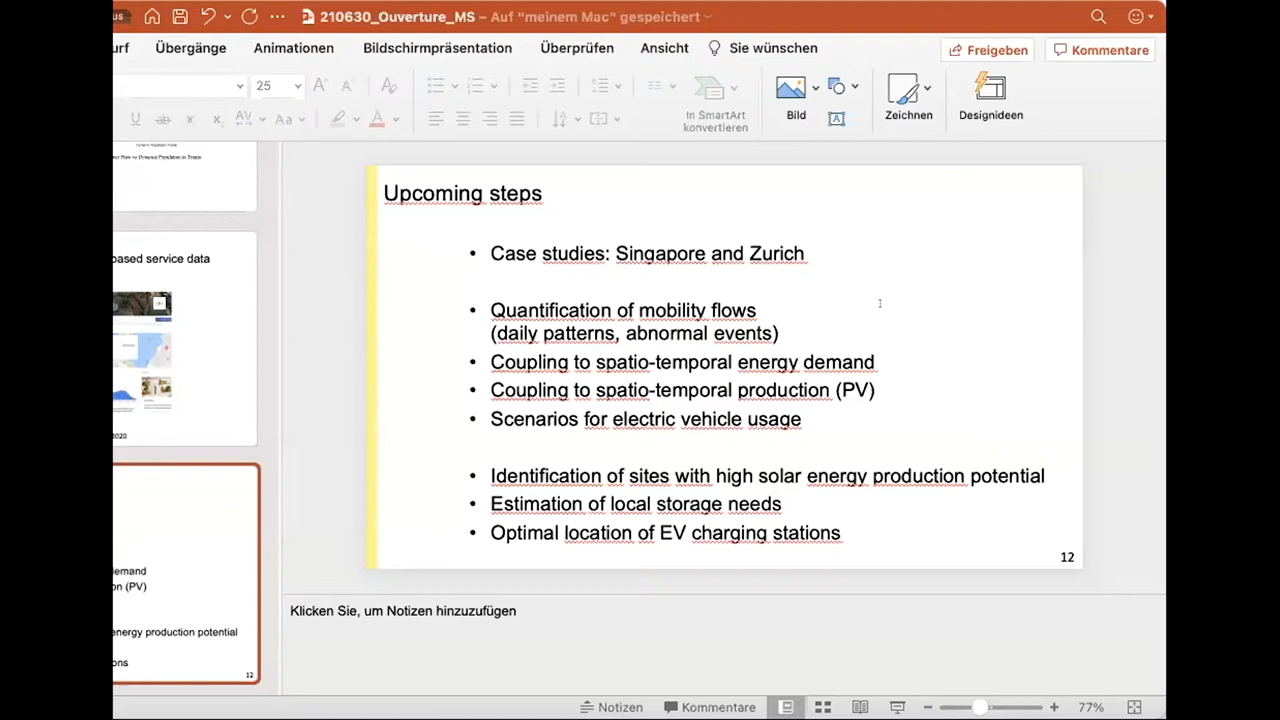 us
210630_Ouverture_MS – Auf "meinem Mac" gespeichert
urf Übergänge Animationen Bildschirmpräsentation Überprüfen Ansicht Sie wünschen
Freigeben Kommentare
25
In SmartArt
konvertieren
Bild
Zeichnen
Designideen
based service data
2020
emand
on (PV)
energy production potential
ons
12
Upcoming steps
• Case studies: Singapore and Zurich
• Quantification of mobility flows
(daily patterns, abnormal events)
• Coupling to spatio-temporal energy demand
• Coupling to spatio-temporal production (PV)
• Scenarios for electric vehicle usage
• Identification of sites with high solar energy production potential
• Estimation of local storage needs
• Optimal location of EV charging stations
12
Klicken Sie, um Notizen hinzuzufügen
Notizen Kommentare 77%